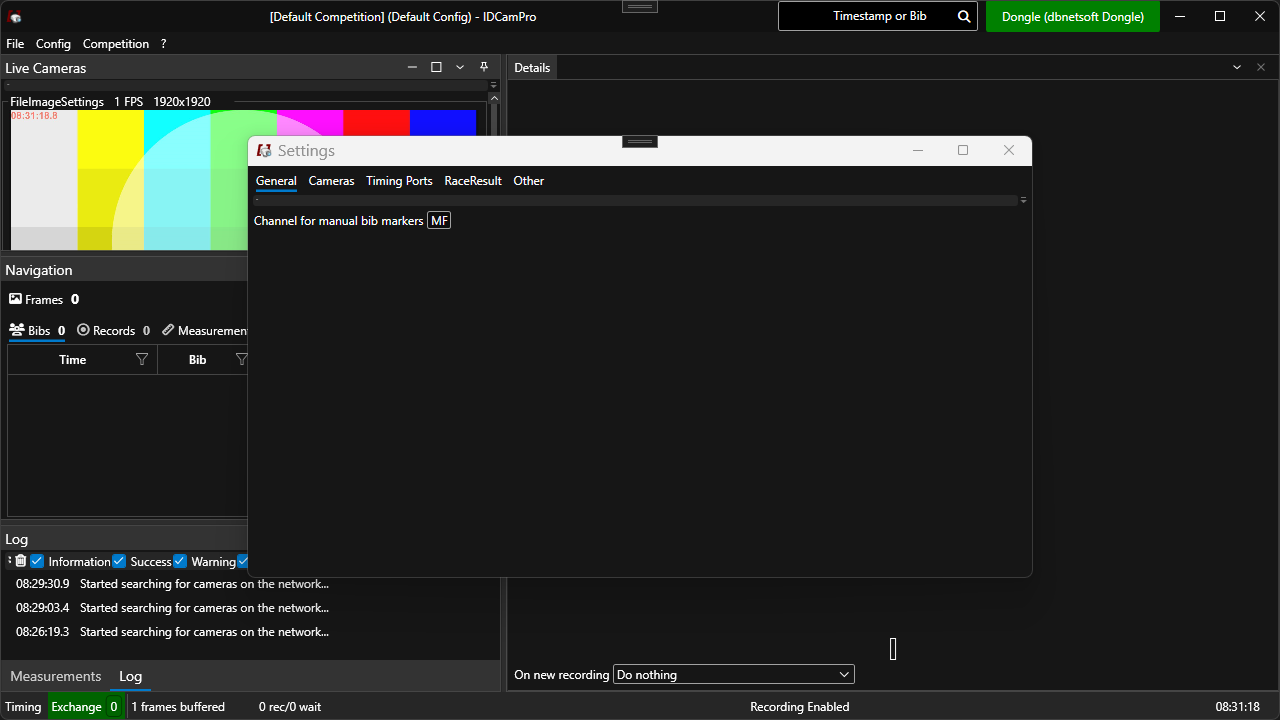 [Default Competition] (Default Config) - IDCamPro
Timestamp or Bib
Dongle (dbnetsoft Dongle)
File Config Competition ?
Live Cameras
Details
FileImageSettings 1 FPS 1920x1920
08:31:18.8
Settings
General Cameras Timing Ports RaceResult Other
Channel for manual bib markers MF
Navigation
Frames 0
Bibs 0 Records 0 Measuremen
Time Bib
Log
Information Success Warning
08:29:30.9 Started searching for cameras on the network...
08:29:03.4 Started searching for cameras on the network...
08:26:19.3 Started searching for cameras on the network...
Measurements Log
On new recording Do nothing
Timing Exchange 0 1 frames buffered 0 rec/0 wait Recording Enabled 08:31:18